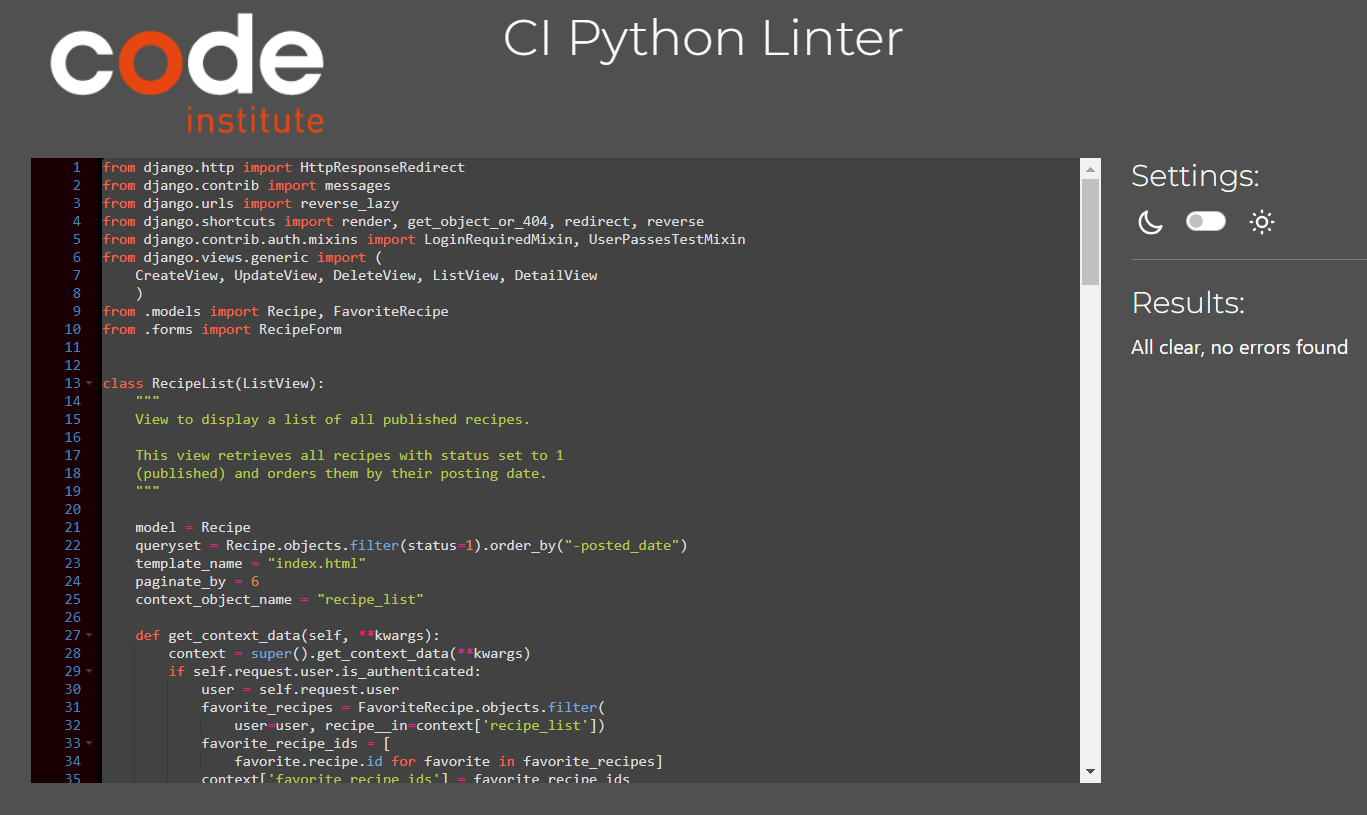 code
institute
CI Python Linter
1 from django.http import HttpResponseRedirect
2 from django.contrib import messages
3 from django.urls import reverse_lazy
4 from django.shortcuts import render, get_object_or_404, redirect, reverse
5 from django.contrib.auth.mixins import LoginRequiredMixin, UserPassesTestMixin
6 from django.views.generic import (
7     CreateView, UpdateView, DeleteView, ListView, DetailView
8     )
9 from .models import Recipe, FavoriteRecipe
10 from .forms import RecipeForm
11
12
13 class RecipeList(ListView):
14     """
15     View to display a list of all published recipes.
16
17     This view retrieves all recipes with status set to 1
18     (published) and orders them by their posting date.
19     """
20
21     model = Recipe
22     queryset = Recipe.objects.filter(status=1).order_by("-posted_date")
23     template_name = "index.html"
24     paginate_by = 6
25     context_object_name = "recipe_list"
26
27     def get_context_data(self, **kwargs):
28         context = super().get_context_data(**kwargs)
29         if self.request.user.is_authenticated:
30             user = self.request.user
31             favorite_recipes = FavoriteRecipe.objects.filter(
32                 user=user, recipe__in=context['recipe_list'])
33             favorite_recipe_ids = [
34                 favorite.recipe.id for favorite in favorite_recipes]
35             context['favorite_recipe_ids'] = favorite_recipe_ids
Settings:
Results:
All clear, no errors found